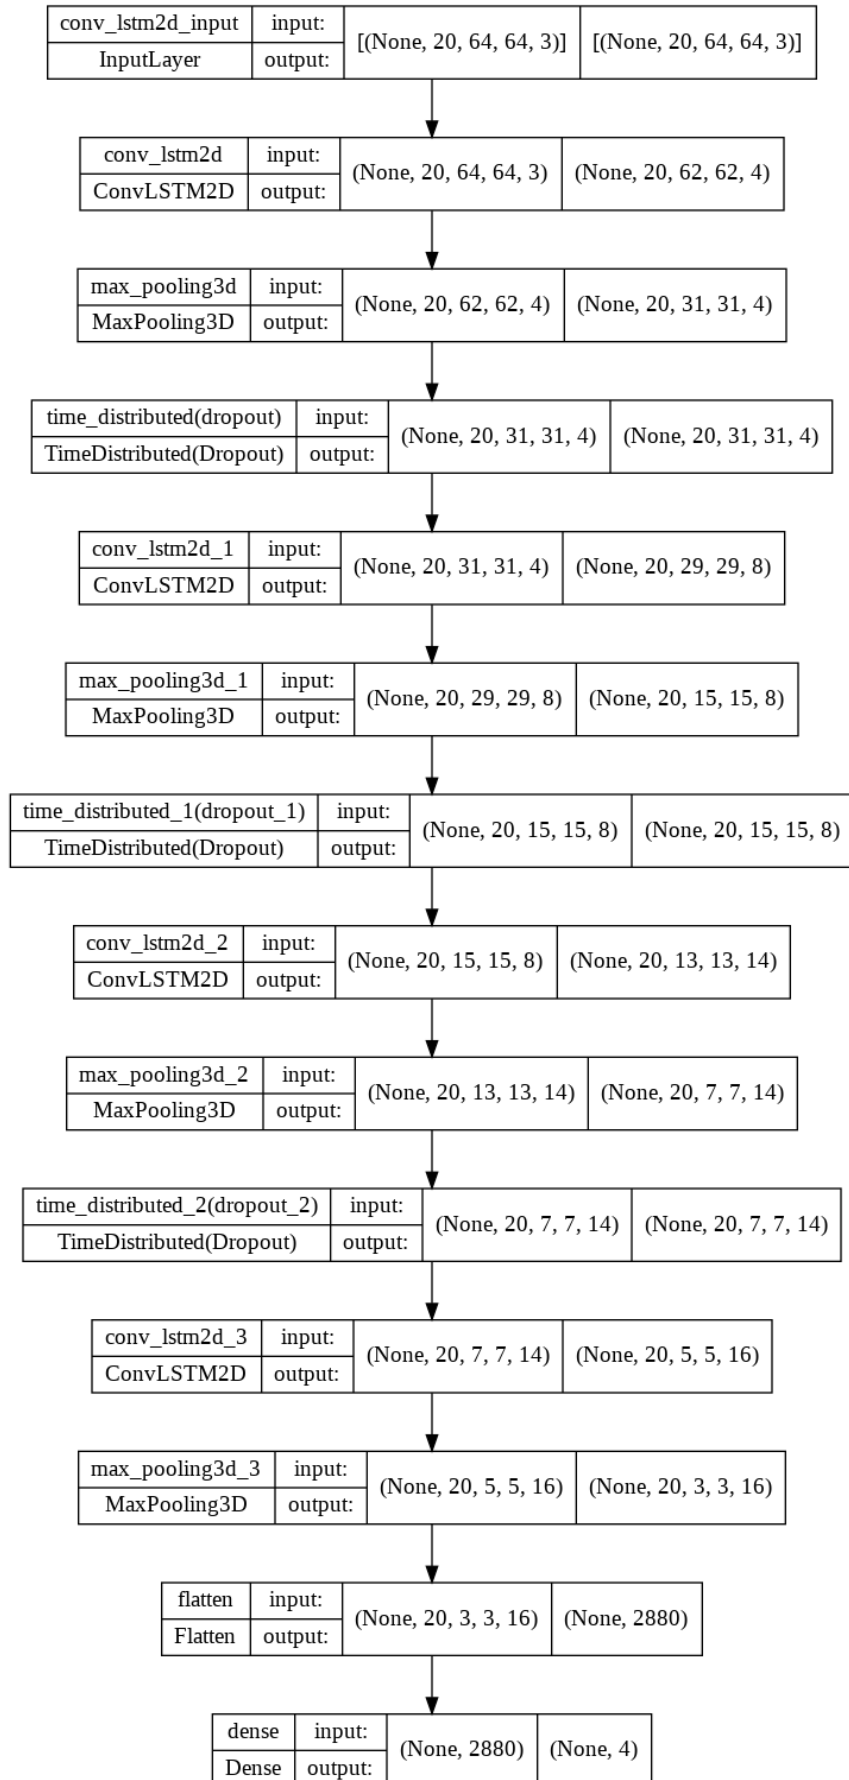 conv_lstm2d_input input: [(None, 20, 64, 64, 3)] [(None, 20, 64, 64, 3)]
InputLayer output:
conv_lstm2d input: (None, 20, 64, 64, 3) (None, 20, 62, 62, 4)
ConvLSTM2D output:
max_pooling3d input: (None, 20, 62, 62, 4) (None, 20, 31, 31, 4)
MaxPooling3D output:
time_distributed(dropout) input: (None, 20, 31, 31, 4) (None, 20, 31, 31, 4)
TimeDistributed(Dropout) output:
conv_lstm2d_1 input: (None, 20, 31, 31, 4) (None, 20, 29, 29, 8)
ConvLSTM2D output:
max_pooling3d_1 input: (None, 20, 29, 29, 8) (None, 20, 15, 15, 8)
MaxPooling3D output:
time_distributed_1(dropout_1) input: (None, 20, 15, 15, 8) (None, 20, 15, 15, 8)
TimeDistributed(Dropout) output:
conv_lstm2d_2 input: (None, 20, 15, 15, 8) (None, 20, 13, 13, 14)
ConvLSTM2D output:
max_pooling3d_2 input: (None, 20, 13, 13, 14) (None, 20, 7, 7, 14)
MaxPooling3D output:
time_distributed_2(dropout_2) input: (None, 20, 7, 7, 14) (None, 20, 7, 7, 14)
TimeDistributed(Dropout) output:
conv_lstm2d_3 input: (None, 20, 7, 7, 14) (None, 20, 5, 5, 16)
ConvLSTM2D output:
max_pooling3d_3 input: (None, 20, 5, 5, 16) (None, 20, 3, 3, 16)
MaxPooling3D output:
flatten input: (None, 20, 3, 3, 16) (None, 2880)
Flatten output:
dense input: (None, 2880) (None, 4)
Dense output: